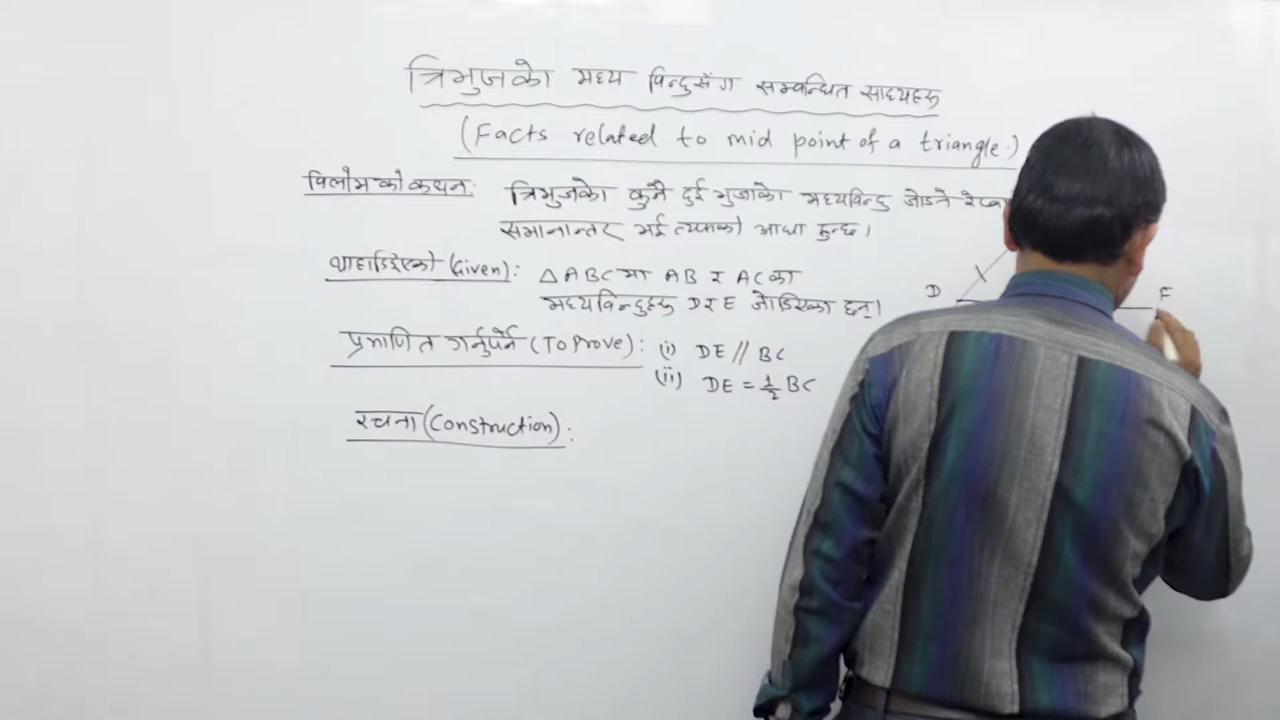 त्रिभुजको मध्य विन्दुसँग सम्बन्धित साध्यहरू
(Facts related to mid point of a triangle.)
विलोमको कथन: त्रिभुजको कुनै दुई भुजाको मध्यविन्दु जोड्ने
समानान्तर भई त्यसको आधा हुन्छ।
थाहादिइएको (Given): △ABC मा AB र AC का
मध्यविन्दुहरू D र E जोडिएका छन्।
प्रमाणित गर्नुपर्ने (To Prove): (i) DE // BC
(ii) DE = 1/2 BC
रचना (Construction):
D F